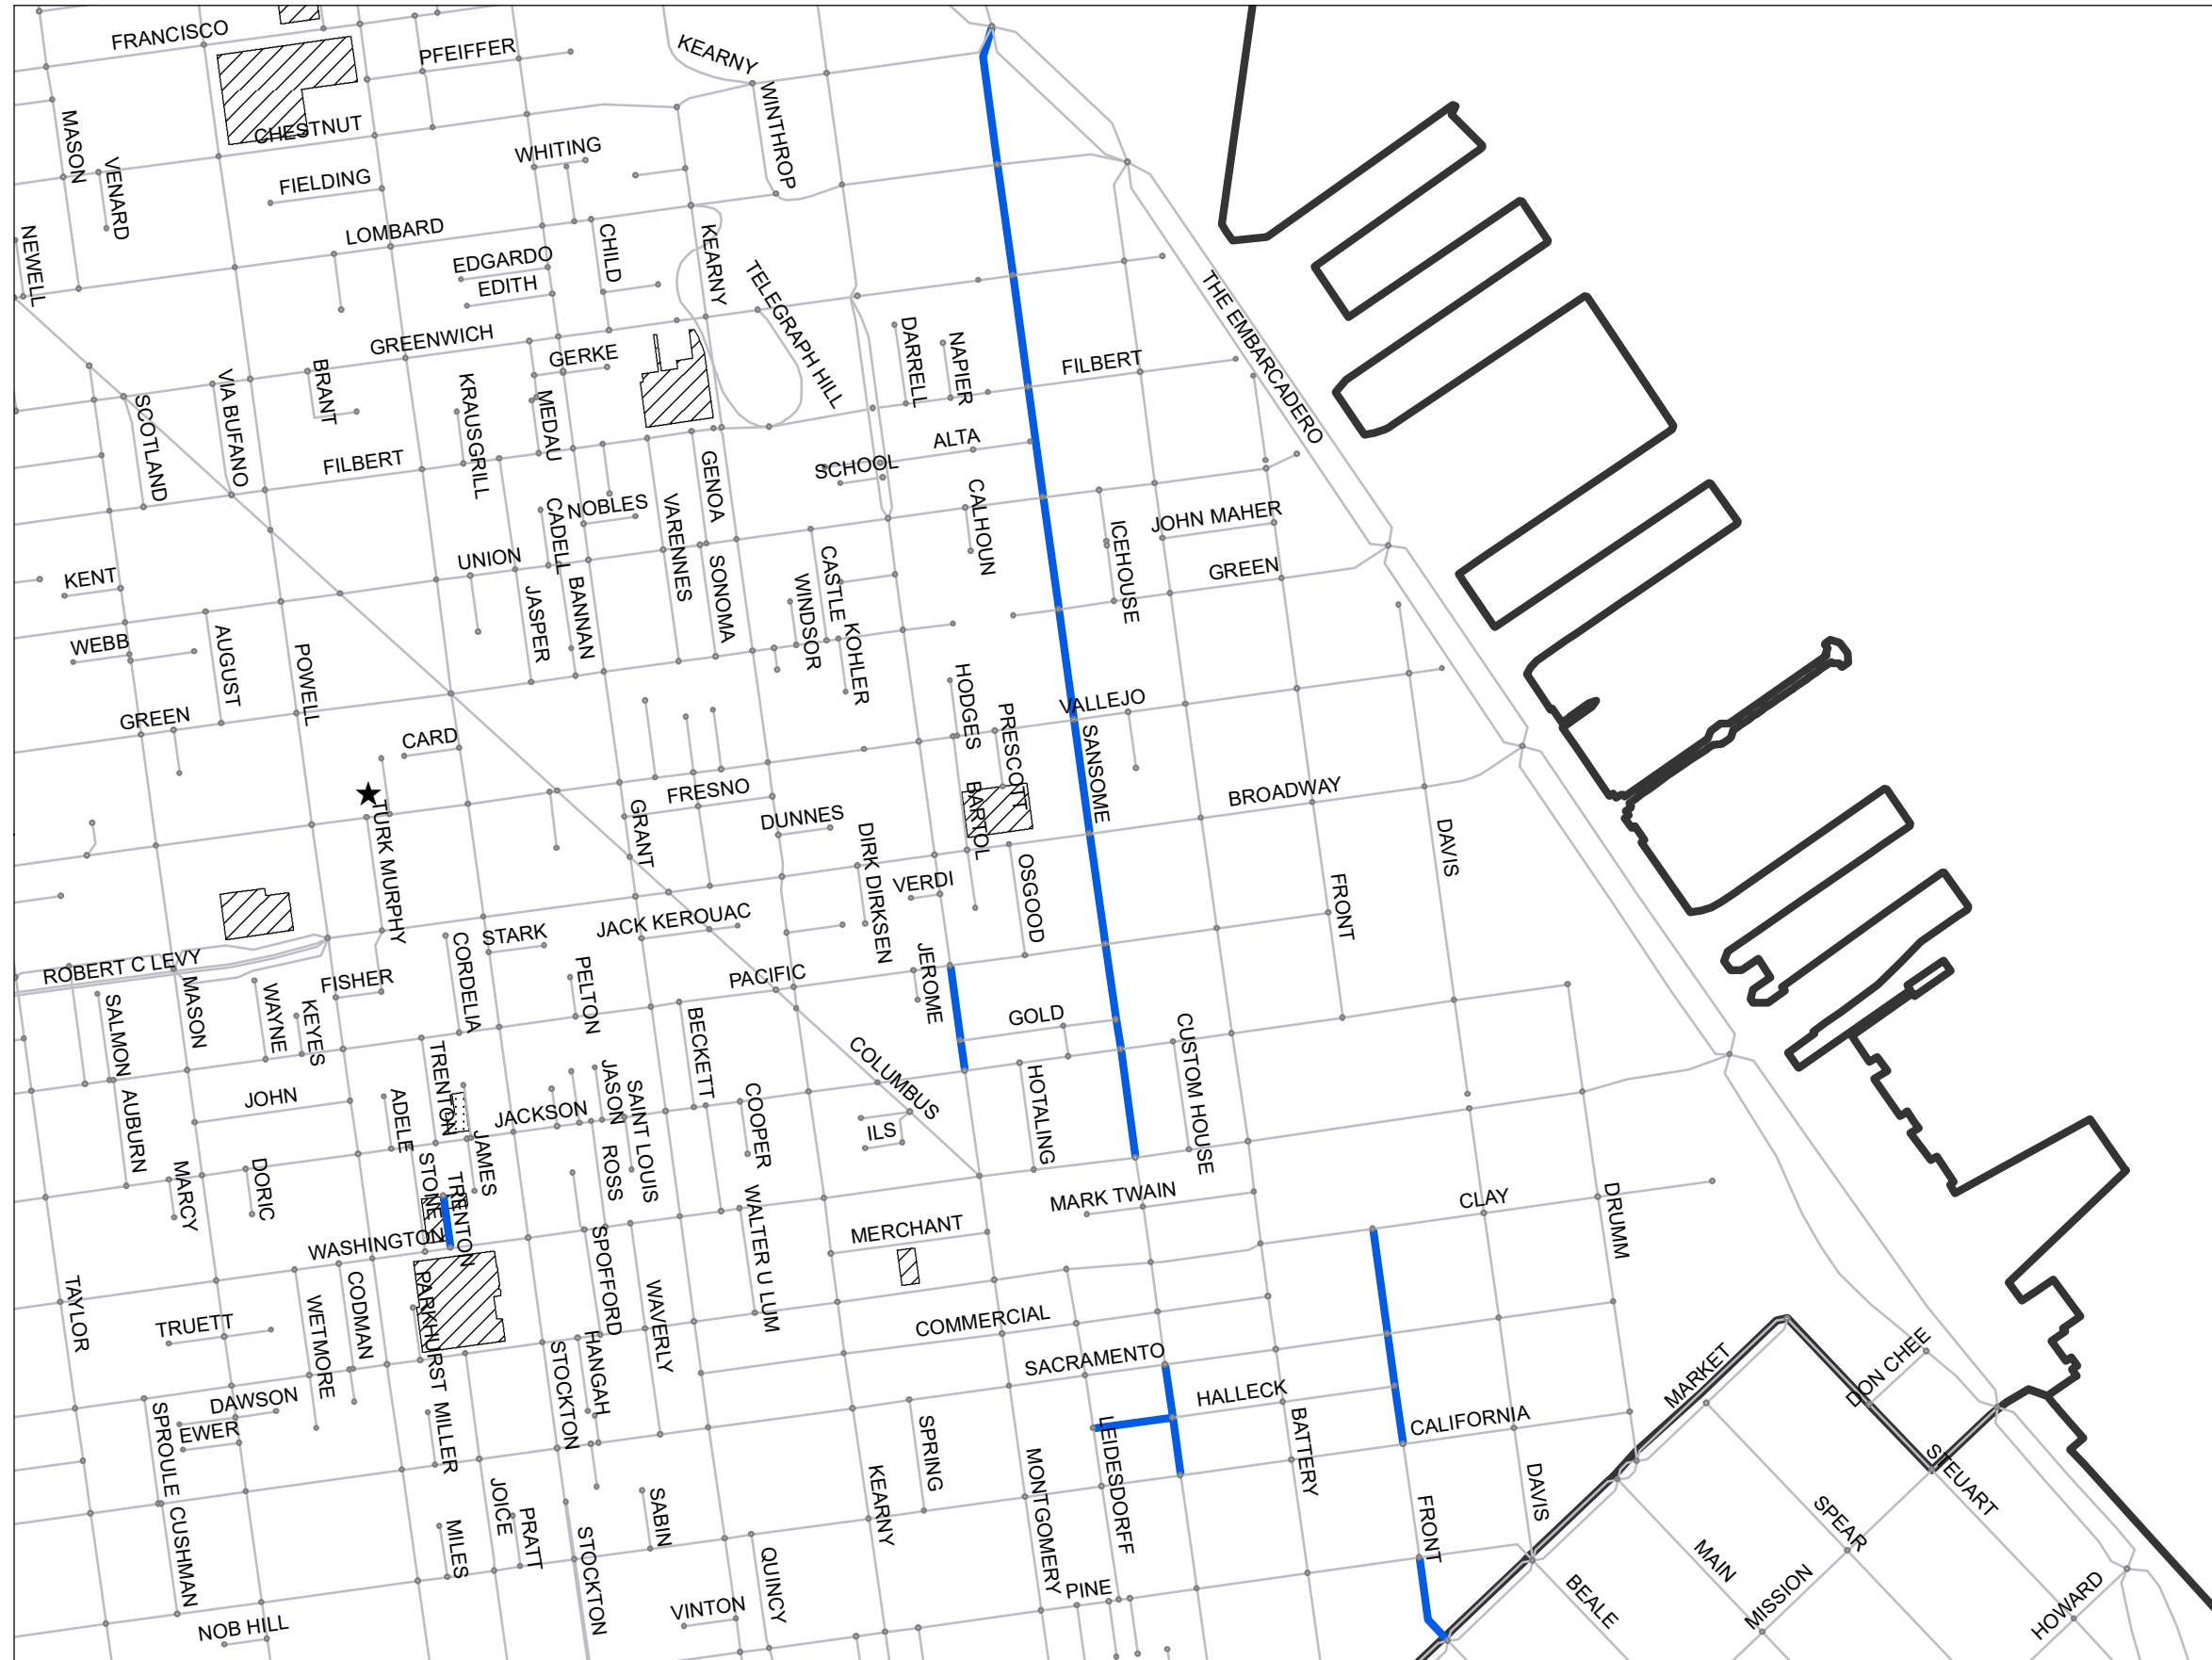 FRANCISCO
PFEIFFER
KEARNY
WINTHROP
MASON
VENARD
CHESTNUT
FIELDING
WHITING
LOMBARD
EDGARDO
EDITH
CHILD
KEARNY
NEWELL
TELEGRAPH HILL
THE EMBARCADERO
GREENWICH
GERKE
DARRELL
NAPIER
FILBERT
SCOTLAND
VIA BUFANO
BRANT
KRAUSGRILL
MEDAU
FILBERT
ALTA
SCHOOL
GENOA
NOBLES
CADELL
VARENNES
CALHOUN
ICEHOUSE
JOHN MAHER
GREEN
KENT
UNION
JASPER
BANNAN
SONOMA
CASTLE
WINDSOR
KOHLER
WEBB
AUGUST
POWELL
GREEN
CARD
HODGES
PRESCOTT
VALLEJO
SANSOME
BROADWAY
FRESNO
GRANT
DUNNES
BARTOL
DAVIS
TURK MURPHY
DIRK DIRKSEN
VERDI
OSGOOD
FRONT
JACK KEROUAC
STARK
CORDELIA
ROBERT C LEVY
FISHER
PELTON
PACIFIC
JEROME
SALMON
MASON
WAYNE
KEYES
BECKETT
GOLD
CUSTOM HOUSE
COLUMBUS
TRENTON
JASON
SAINT LOUIS
COOPER
HOTALING
JOHN
ADELE
JACKSON
ILS
AUBURN
JAMES
MARCY
DORIC
STONE
TRENTON
ROSS
WALTER U LUM
MARK TWAIN
CLAY
DRUMM
WASHINGTON
SPOFFORD
MERCHANT
TAYLOR
TRUETT
WETMORE
CODMAN
PARKHURST
WAVERLY
COMMERCIAL
SACRAMENTO
HALLECK
STOCKTON
HANGAH
MARKET
DON CHEE
DAWSON
EWER
SPROULE
MILLER
SPRING
LEIDESDORFF
BATTERY
CALIFORNIA
STEUART
KEARNY
MONTGOMERY
DAVIS
FRONT
SPEAR
CUSHMAN
JOICE
PRATT
MILES
STOCKTON
SABIN
QUINCY
MAIN
MISSION
BEALE
HOWARD
PINE
VINTON
NOB HILL